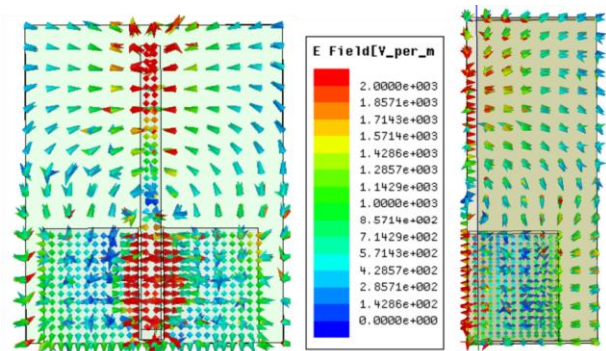 E Field[V_per_m
2.0000e+003
1.8571e+003
1.7143e+003
1.5714e+003
1.4286e+003
1.2857e+003
1.1429e+003
1.0000e+003
8.5714e+002
7.1429e+002
5.7143e+002
4.2857e+002
2.8571e+002
1.4286e+002
0.0000e+000